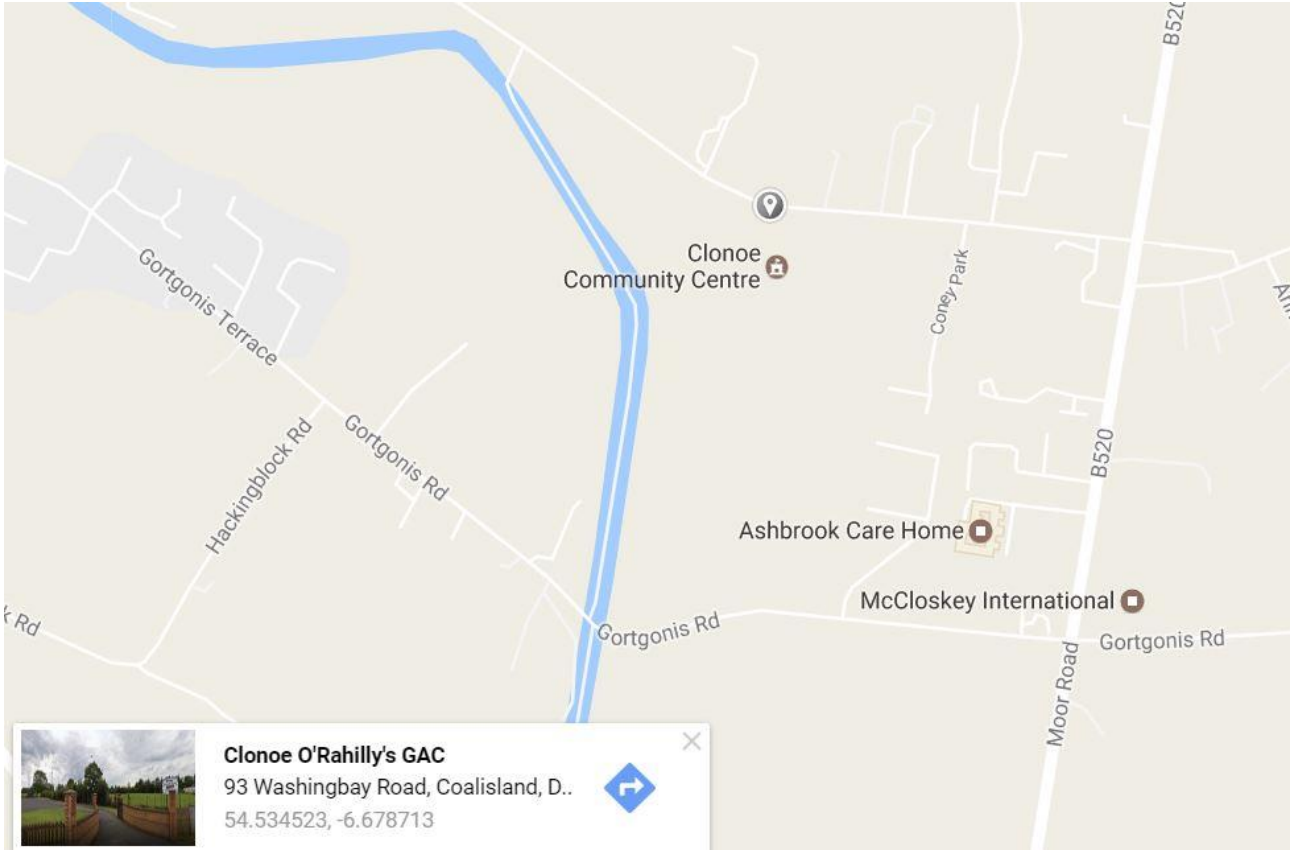 B520
Clonoe
Community Centre
Coney Park
Gortgonis Terrace
Hackingblock Rd
Gortgonis Rd
B520
Ashbrook Care Home
McCloskey International
Gortgonis Rd
Gortgonis Rd
Rd
Moor Road
Clonoe O'Rahilly's GAC
93 Washingbay Road, Coalisland, D..
54.534523, -6.678713